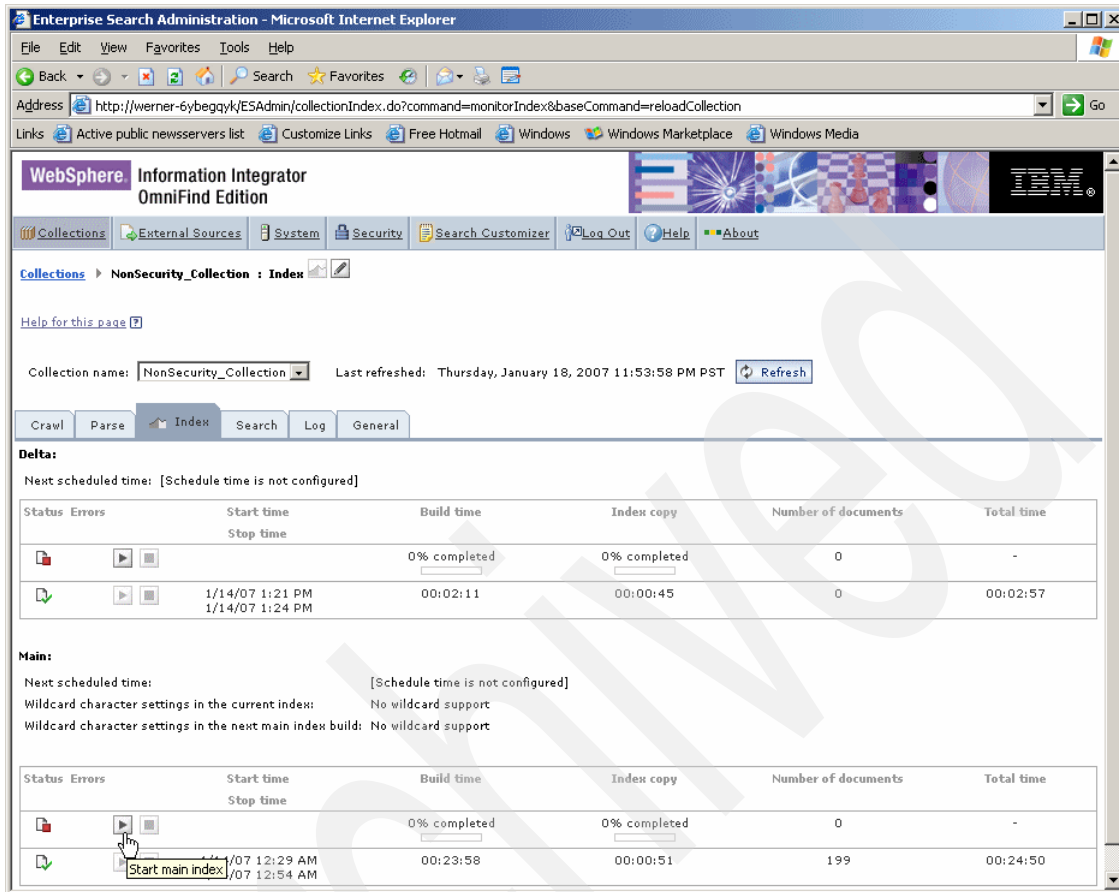 Enterprise Search Administration - Microsoft Internet Explorer
File Edit View Favorites Tools Help
Back Search Favorites
Address http://werner-6ybegqyk/ESAdmin/collectionIndex.do?command=monitorIndex&baseCommand=reloadCollection Go
Links Active public newsservers list Customize Links Free Hotmail Windows Windows Marketplace Windows Media
WebSphere. Information Integrator
OmniFind Edition
IBM®
Collections External Sources System Security Search Customizer Log Out Help About
Collections NonSecurity_Collection : Index
Help for this page ?
Collection name: NonSecurity_Collection Last refreshed: Thursday, January 18, 2007 11:53:58 PM PST Refresh
Crawl Parse Index Search Log General
Delta:
Next scheduled time: [Schedule time is not configured]
Status Errors Start time Build time Index copy Number of documents Total time
Stop time
0% completed 0% completed 0 -
1/14/07 1:21 PM 00:02:11 00:00:45 0 00:02:57
1/14/07 1:24 PM
Main:
Next scheduled time: [Schedule time is not configured]
Wildcard character settings in the current index: No wildcard support
Wildcard character settings in the next main index build: No wildcard support
Status Errors Start time Build time Index copy Number of documents Total time
Stop time
0% completed 0% completed 0 -
/07 12:29 AM 00:23:58 00:00:51 199 00:24:50
Start main index /07 12:54 AM